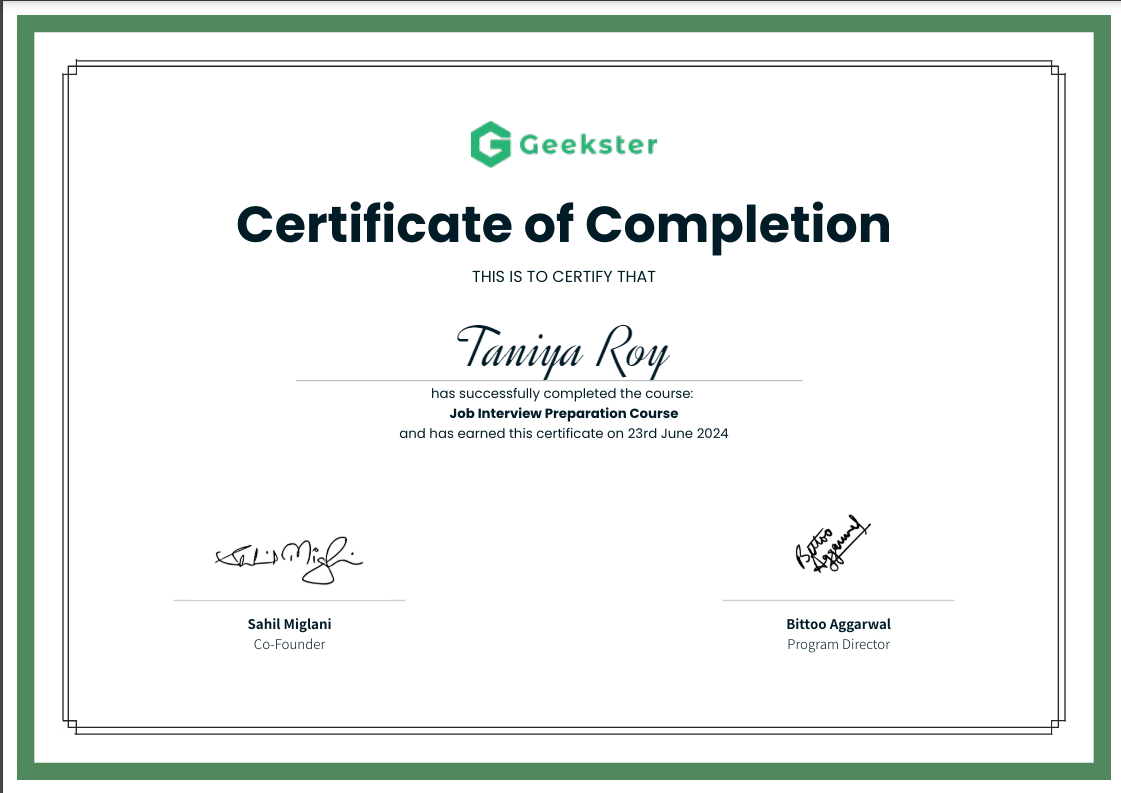 Geekster
Certificate of Completion
THIS IS TO CERTIFY THAT
Taniya Roy
has successfully completed the course:
Job Interview Preparation Course
and has earned this certificate on 23rd June 2024
Sahil Miglani
Bittoo
Aggarwal
Sahil Miglani
Co-Founder
Bittoo Aggarwal
Program Director